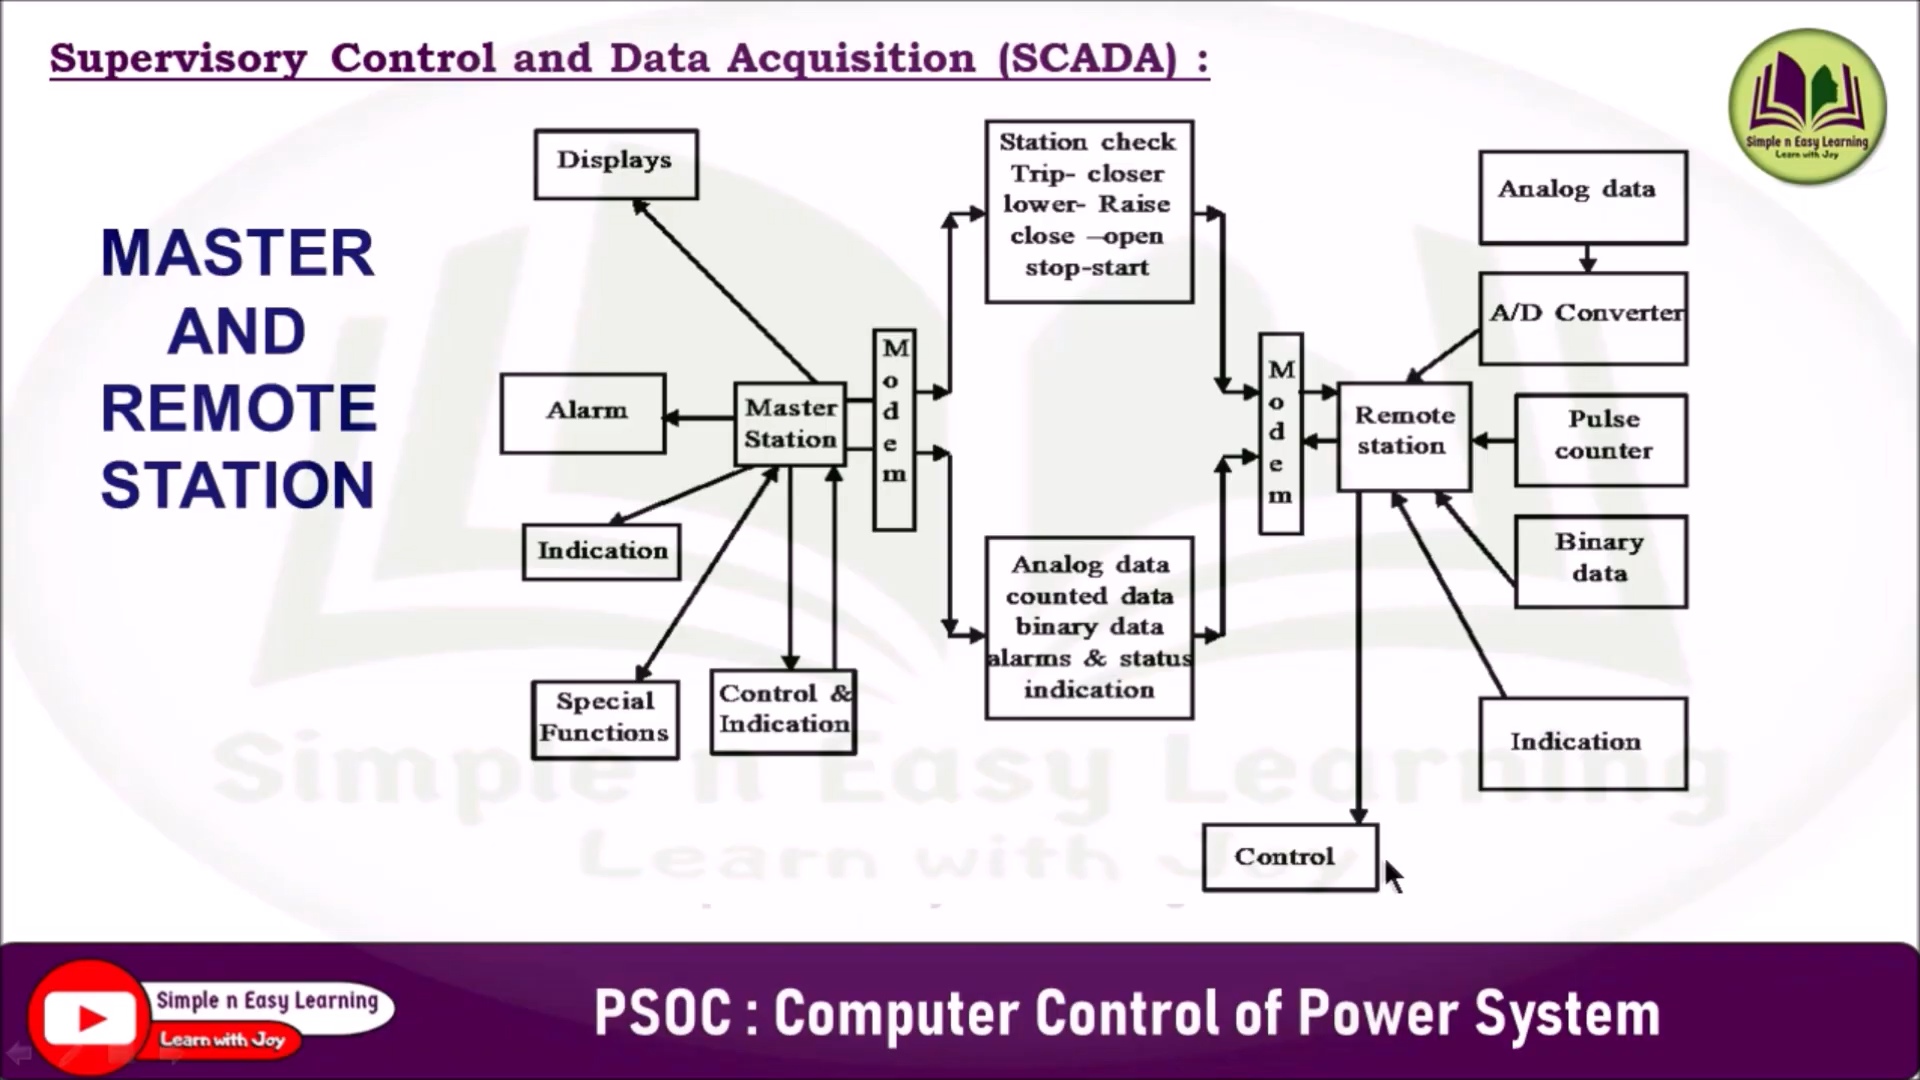 Supervisory Control and Data Acquisition (SCADA) :
Simple n Easy Learning
Learn with Joy
MASTER
AND
REMOTE
STATION
Displays
Alarm
Master
Station
Indication
Special
Functions
Control &
Indication
M
o
d
e
m
Station check
Trip- closer
lower- Raise
close –open
stop-start
Analog data
counted data
binary data
alarms & status
indication
M
o
d
e
m
Remote
station
Analog data
A/D Converter
Pulse
counter
Binary
data
Indication
Control
Simple n Easy Learning
Learn with Joy
Simple n Easy Learning
Learn with Joy
PSOC : Computer Control of Power System